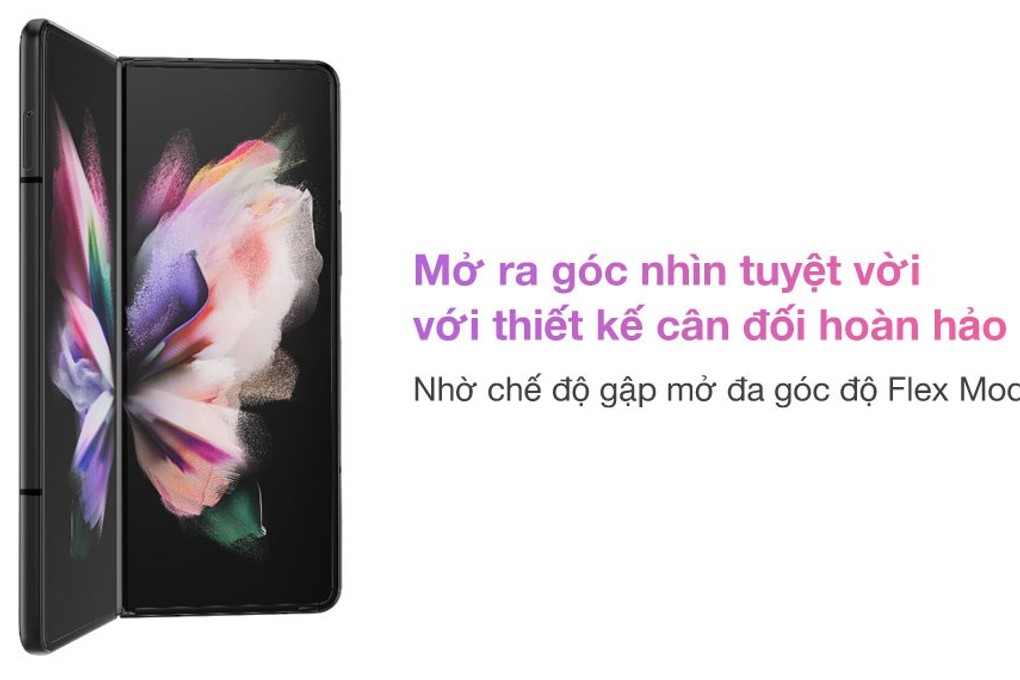 Mở ra góc nhìn tuyệt vời
với thiết kế cân đối hoàn hảo
Nhờ chế độ gập mở đa góc độ Flex